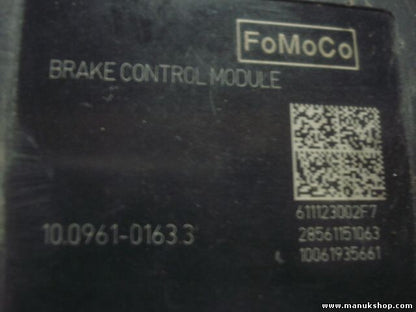 FoMoCo
BRAKE CONTROL MODULE
611123002F7
10.0961-0163.3
28561151063
10061935661
www.manukshop.com